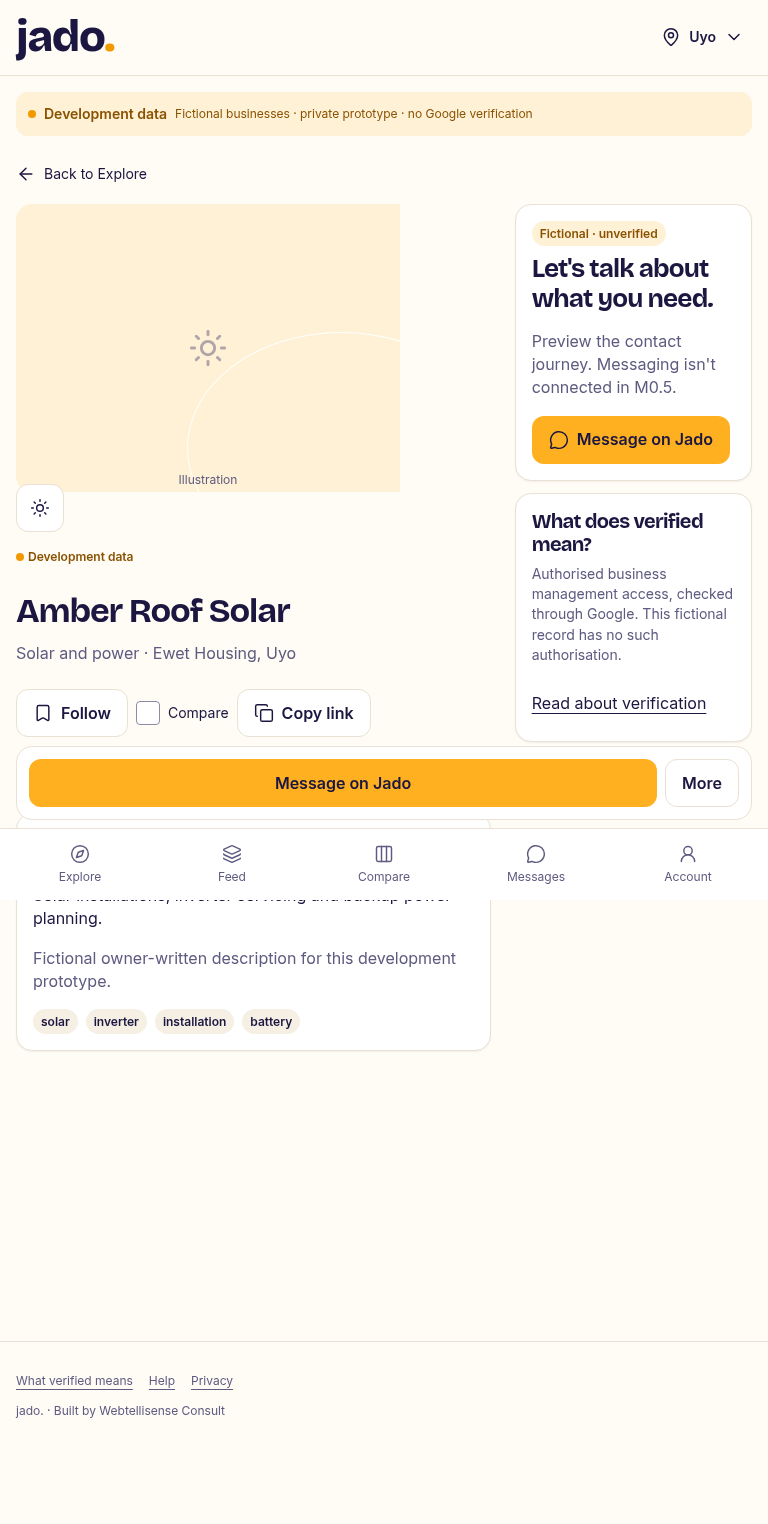 jado.
Uyo
Development data Fictional businesses · private prototype · no Google verification
Back to Explore
Illustration
Development data
Amber Roof Solar
Solar and power · Ewet Housing, Uyo
Follow
Compare
Copy link
Fictional · unverified
Let's talk about
what you need.
Preview the contact
journey. Messaging isn't
connected in M0.5.
Message on Jado
What does verified
mean?
Authorised business
management access, checked
through Google. This fictional
record has no such
authorisation.
Read about verification
Message on Jado
More
Explore
Feed
Compare
Messages
Account
planning.
Fictional owner-written description for this development
prototype.
solar
inverter
installation
battery
What verified means
Help
Privacy
jado. · Built by Webtellisense Consult